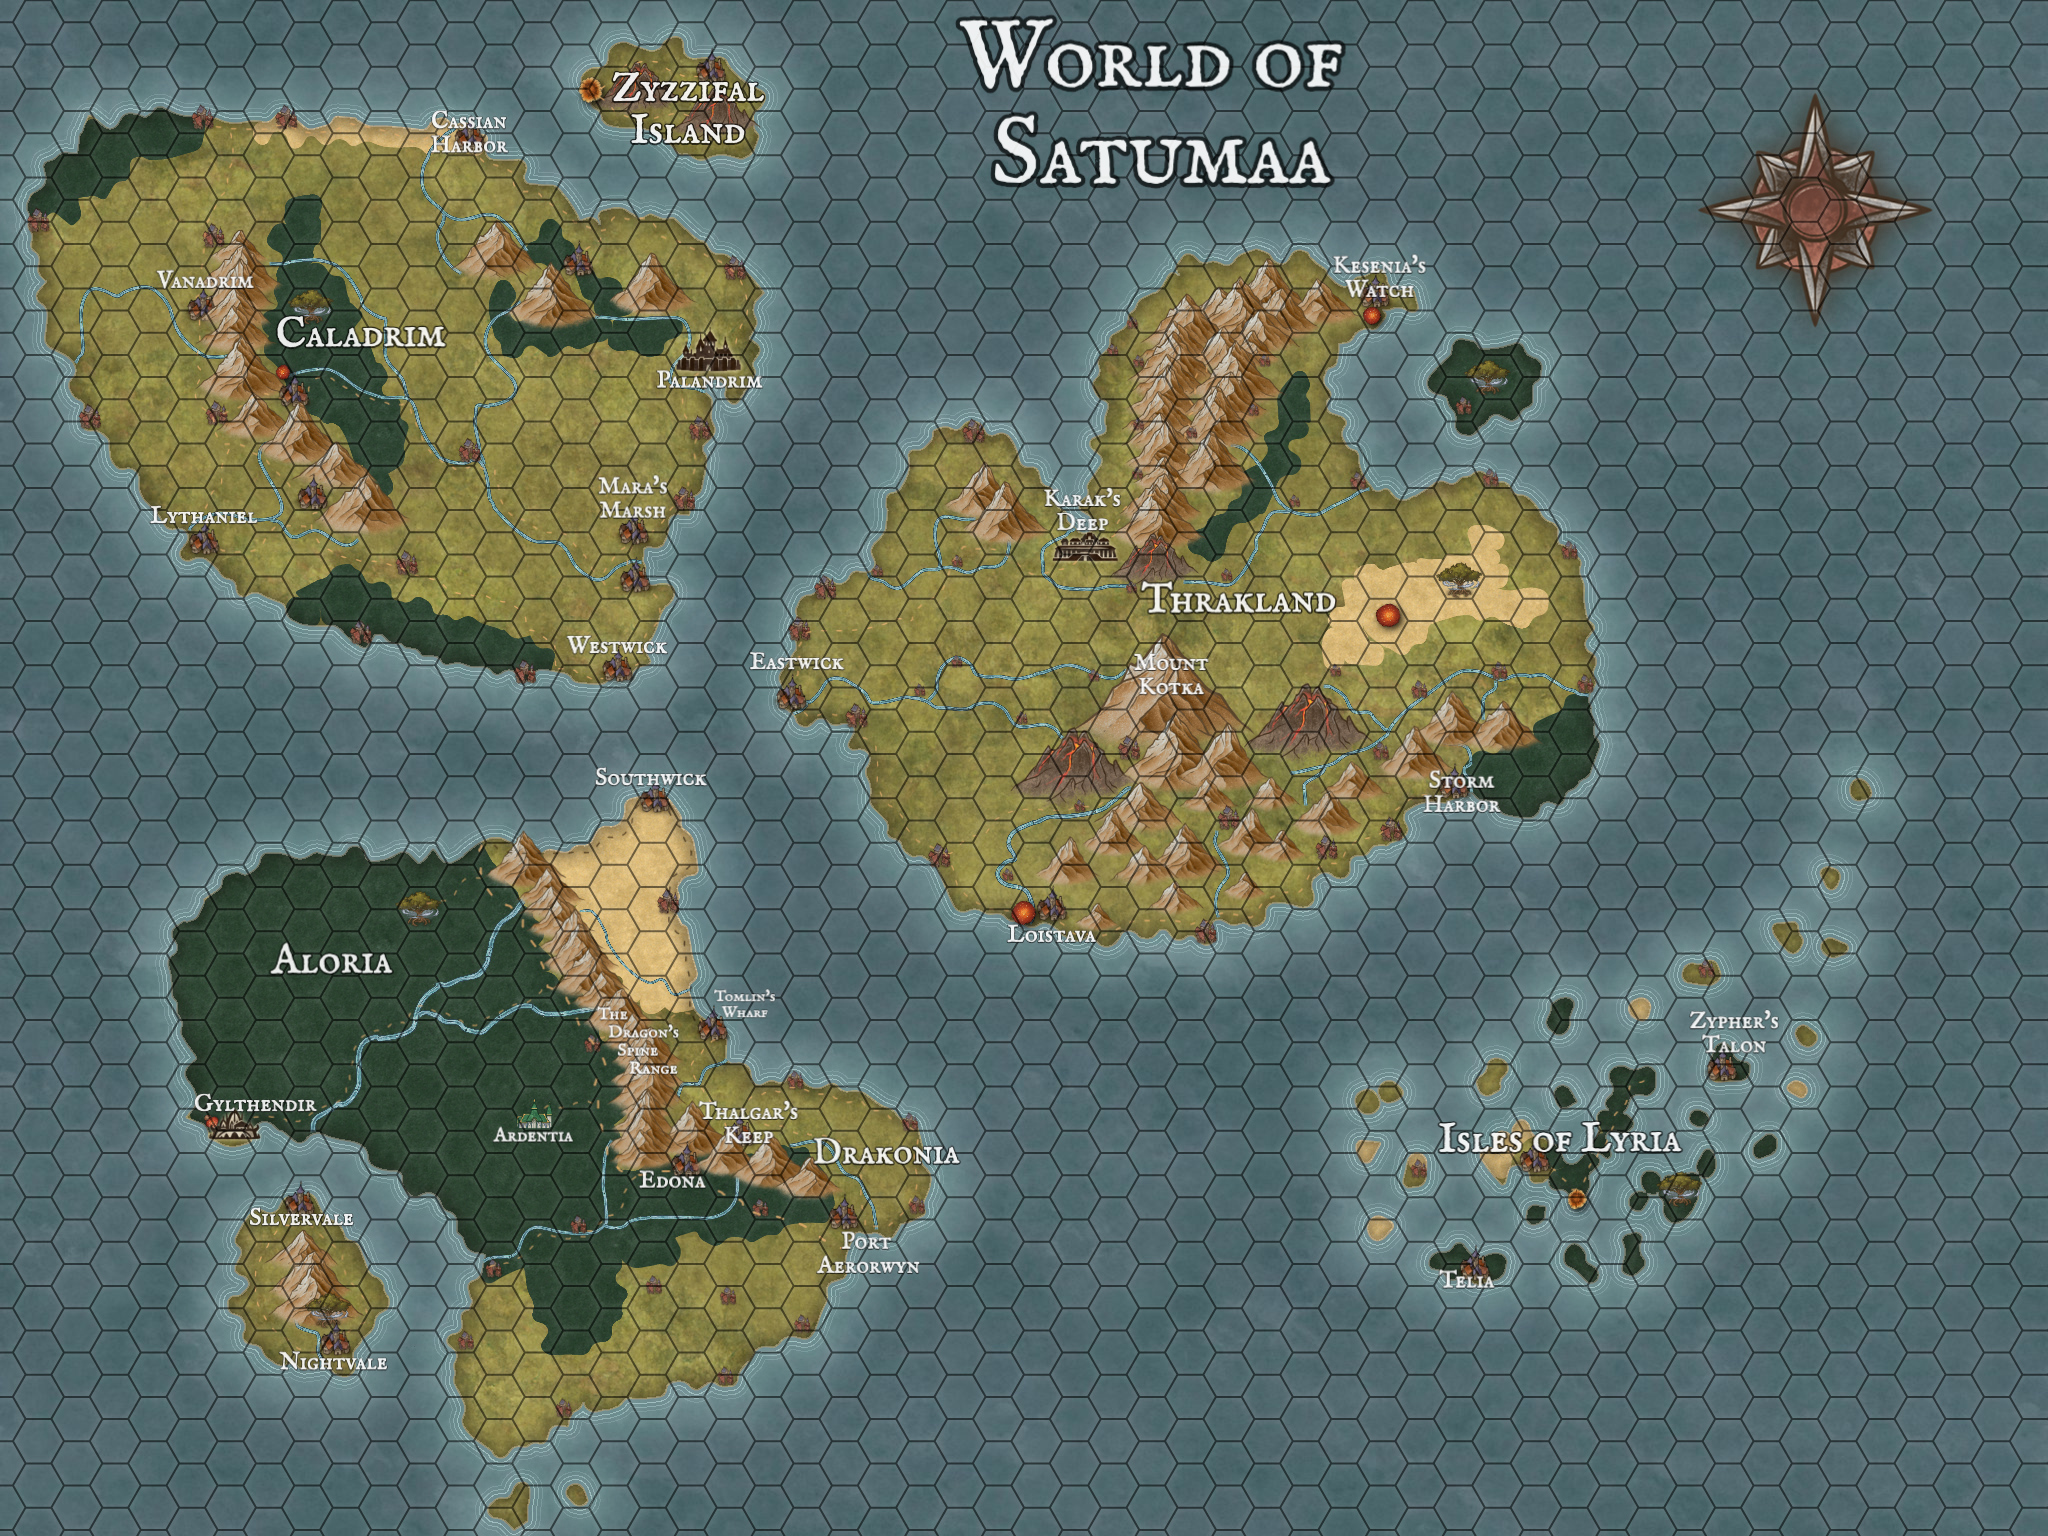 World of
Satumaa
Zyzzifal
Island
Cassian
Harbor
Vanadrim
Caladrim
Palandrim
Mara's
Marsh
Lythaniel
Westwick
Kesenia's
Watch
Karak's
Deep
Thrakland
Eastwick
Mount
Kotka
Storm
Harbor
Loistava
Southwick
Aloria
Tomlin's
Wharf
The
Dragon's
Spine
Range
Gylthendir
Ardentia
Thalgar's
Keep
Drakonia
Edona
Port
Aerorwyn
Silvervale
Nightvale
Zypher's
Talon
Isles of Lyria
Telia